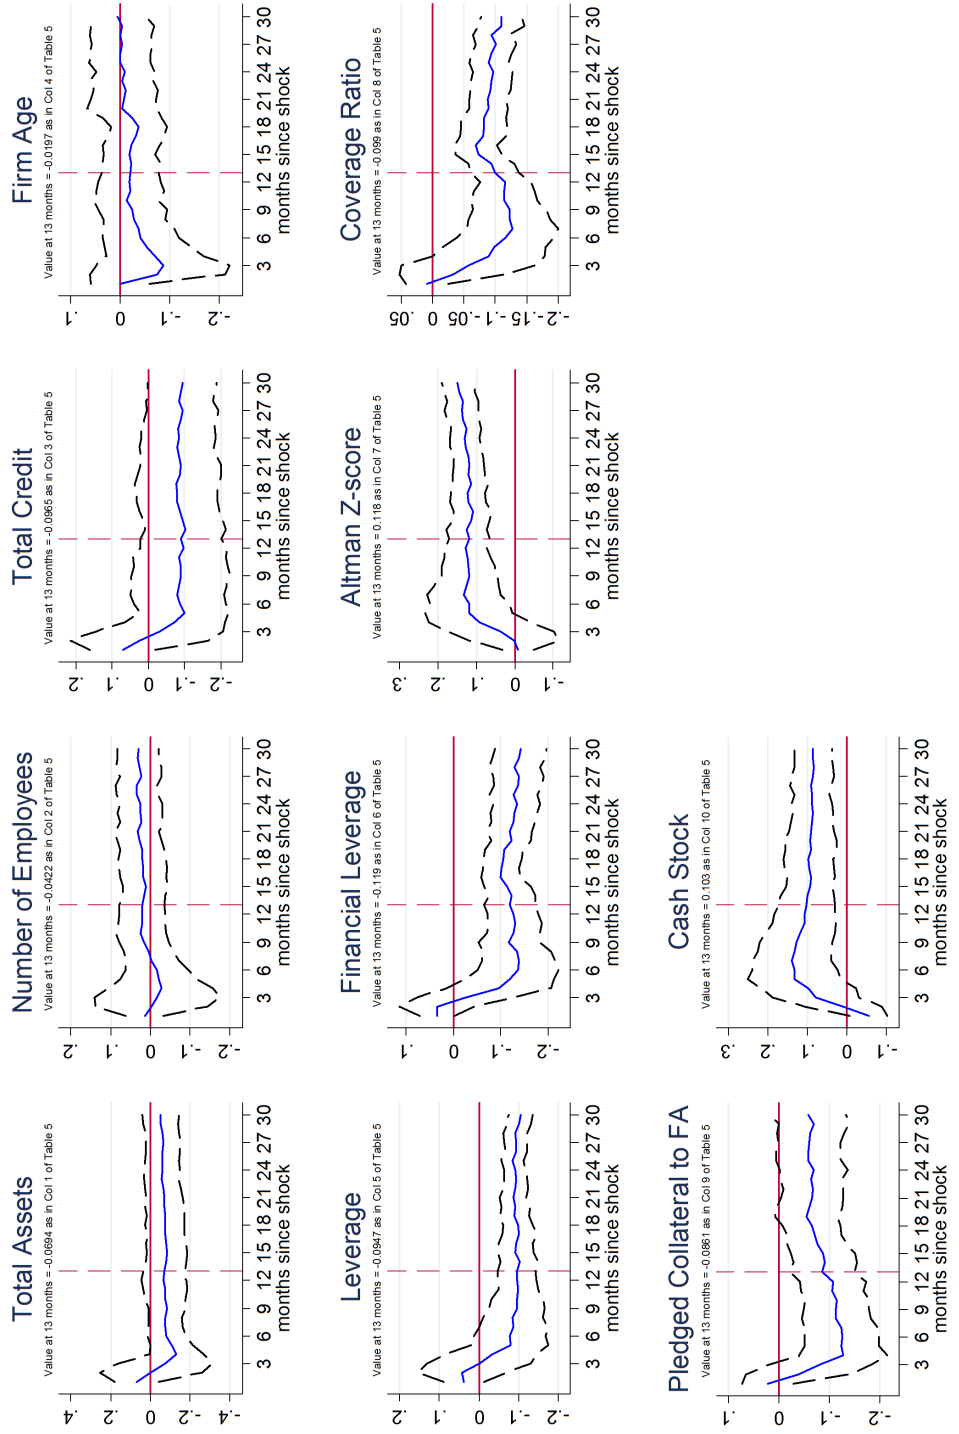 Total Assets
Value at 13 months = -0.0694 as in Col 1 of Table 5
.4
.2
0
-.2
-.4
3 6 9 12 15 18 21 24 27 30
months since shock
Number of Employees
Value at 13 months = -0.0422 as in Col 2 of Table 5
.2
.1
0
-.1
-.2
3 6 9 12 15 18 21 24 27 30
months since shock
Total Credit
Value at 13 months = -0.0965 as in Col 3 of Table 5
.2
.1
0
-.1
-.2
3 6 9 12 15 18 21 24 27 30
months since shock
Firm Age
Value at 13 months = -0.0197 as in Col 4 of Table 5
.1
0
-.1
-.2
3 6 9 12 15 18 21 24 27 30
months since shock
Leverage
Value at 13 months = -0.0947 as in Col 5 of Table 5
.2
.1
0
-.1
-.2
3 6 9 12 15 18 21 24 27 30
months since shock
Financial Leverage
Value at 13 months = -0.119 as in Col 6 of Table 5
.1
0
-.1
-.2
3 6 9 12 15 18 21 24 27 30
months since shock
Altman Z-score
Value at 13 months = 0.118 as in Col 7 of Table 5
.3
.2
.1
0
-.1
3 6 9 12 15 18 21 24 27 30
months since shock
Coverage Ratio
Value at 13 months = -0.099 as in Col 8 of Table 5
.05
0
-.05
-.1
-.15
-.2
3 6 9 12 15 18 21 24 27 30
months since shock
Pledged Collateral to FA
Value at 13 months = -0.0861 as in Col 9 of Table 5
.1
0
-.1
-.2
3 6 9 12 15 18 21 24 27 30
months since shock
Cash Stock
Value at 13 months = 0.103 as in Col 10 of Table 5
.3
.2
.1
0
-.1
3 6 9 12 15 18 21 24 27 30
months since shock